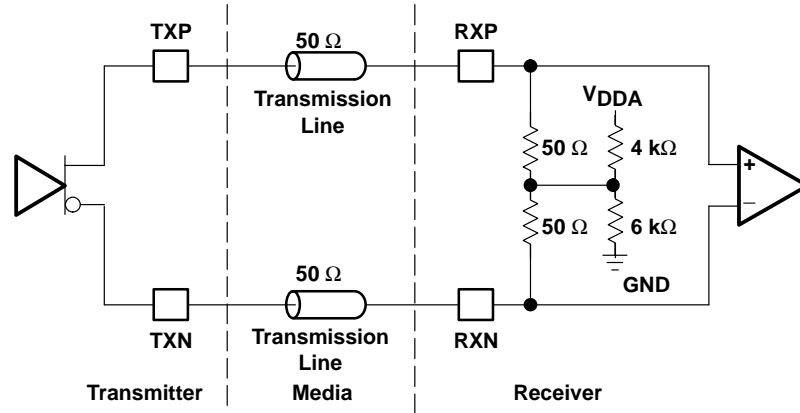 TXP
50 Ω
RXP
Transmission
Line
VDDA
50 Ω
4 kΩ
+
50 Ω
6 kΩ
−
GND
50 Ω
TXN
Transmission
Line
RXN
Transmitter
Media
Receiver